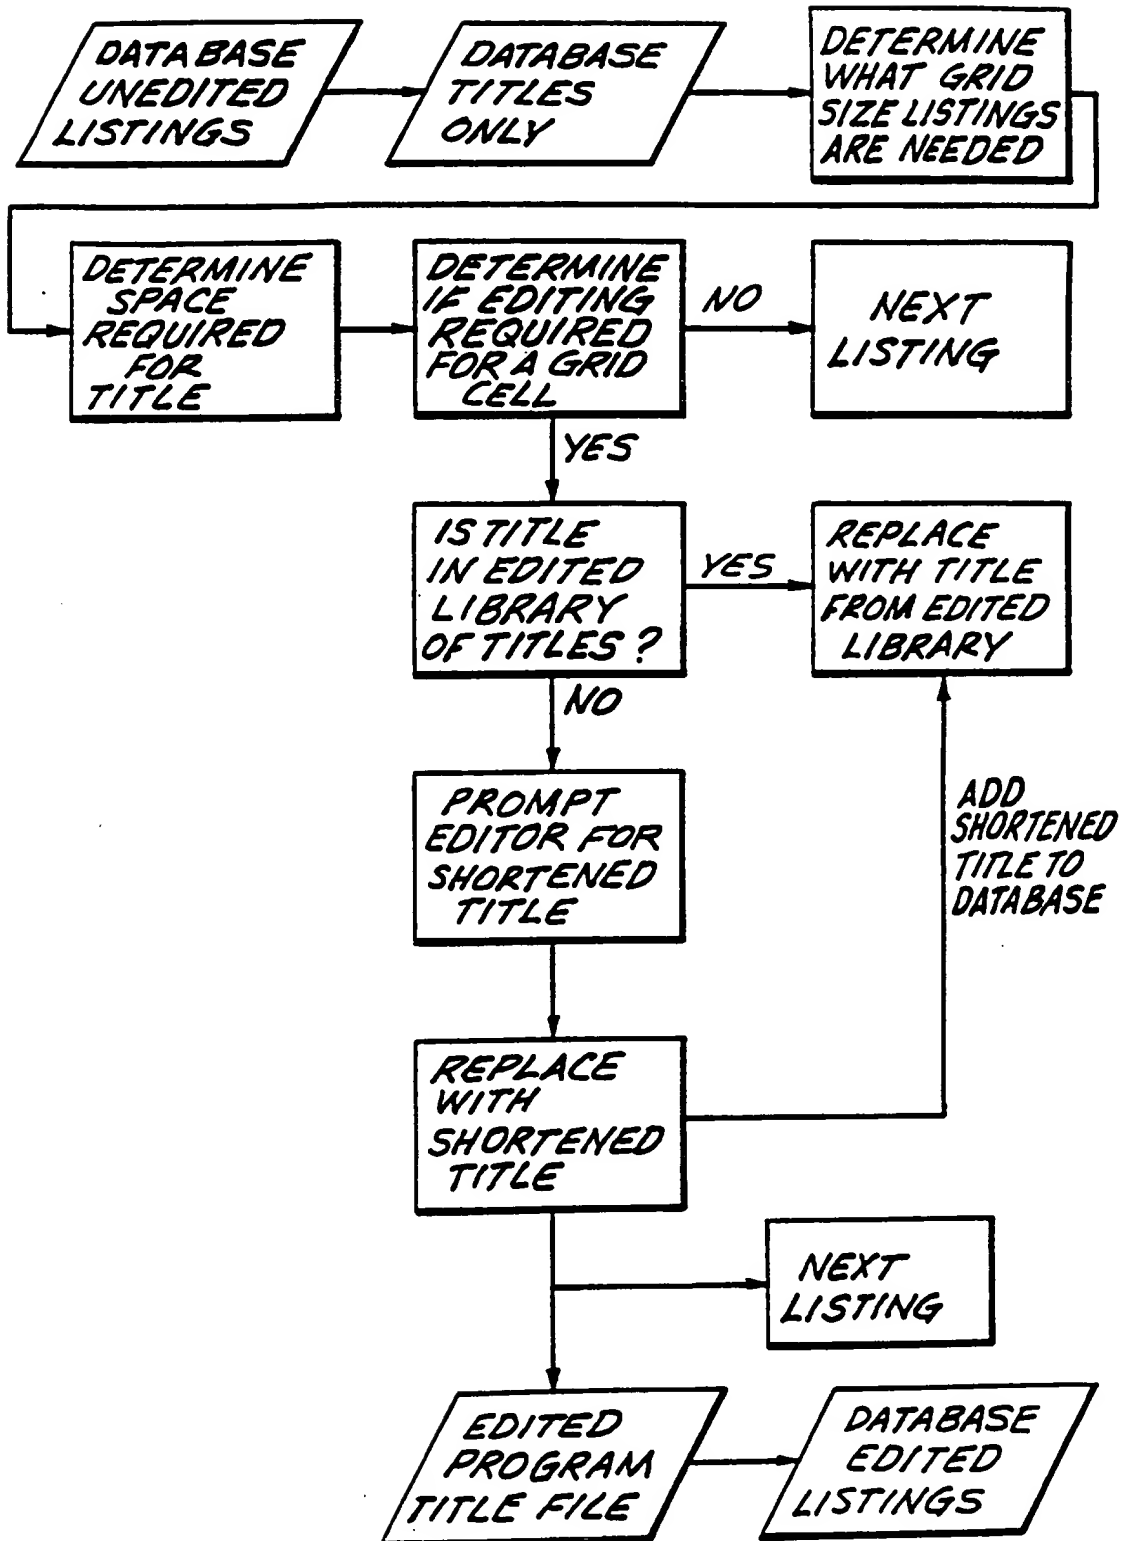 DATABASE
UNEDITED
LISTINGS
DATABASE
TITLES
ONLY
DETERMINE
WHAT GRID
SIZE LISTINGS
ARE NEEDED
DETERMINE
SPACE
REQUIRED
FOR
TITLE
DETERMINE
IF EDITING
REQUIRED
FOR A GRID
CELL
NO
NEXT
LISTING
YES
IS TITLE
IN EDITED
LIBRARY
OF TITLES?
YES
REPLACE
WITH TITLE
FROM EDITED
LIBRARY
NO
PROMPT
EDITOR FOR
SHORTENED
TITLE
ADD
SHORTENED
TITLE TO
DATABASE
REPLACE
WITH
SHORTENED
TITLE
NEXT
LISTING
EDITED
PROGRAM
TITLE FILE
DATABASE
EDITED
LISTINGS